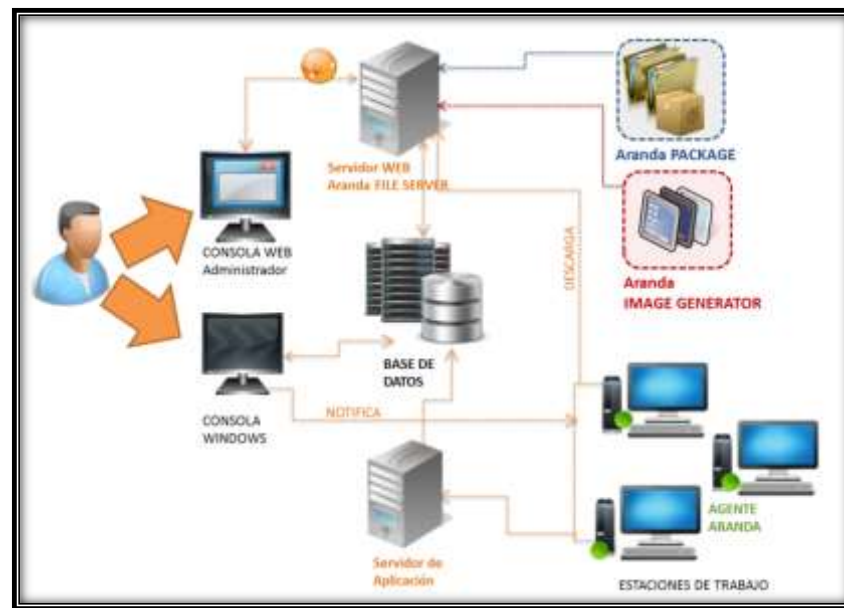 Servidor WEB
Aranda FILE SERVER
Aranda PACKAGE
CONSOLA WEB
Administrador
DESCARGA
Aranda
IMAGE GENERATOR
BASE DE
DATOS
CONSOLA
WINDOWS
NOTIFICA
Servidor de
Aplicación
AGENTE
ARANDA
ESTACIONES DE TRABAJO